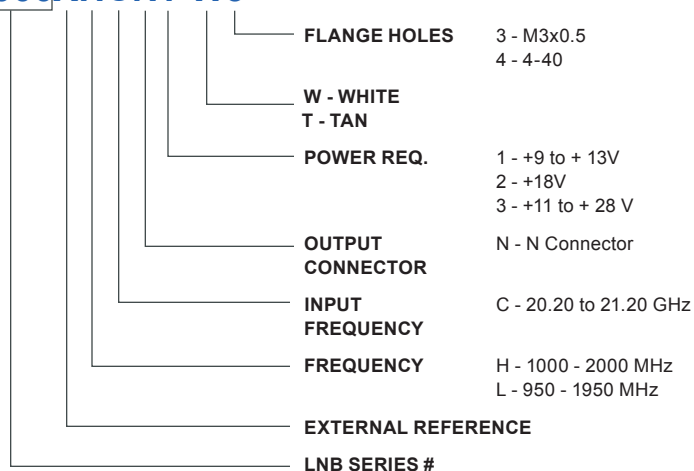 FLANGE HOLES 3 - M3x0.5
4 - 4-40
W - WHITE
T - TAN
POWER REQ. 1 - +9 to + 13V
2 - +18V
3 - +11 to + 28 V
OUTPUT N - N Connector
CONNECTOR
INPUT C - 20.20 to 21.20 GHz
FREQUENCY
FREQUENCY H - 1000 - 2000 MHz
L - 950 - 1950 MHz
EXTERNAL REFERENCE
LNB SERIES #